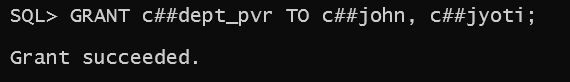 SQL> GRANT c##dept_pvr TO c##john, c##jyoti;
Grant succeeded.